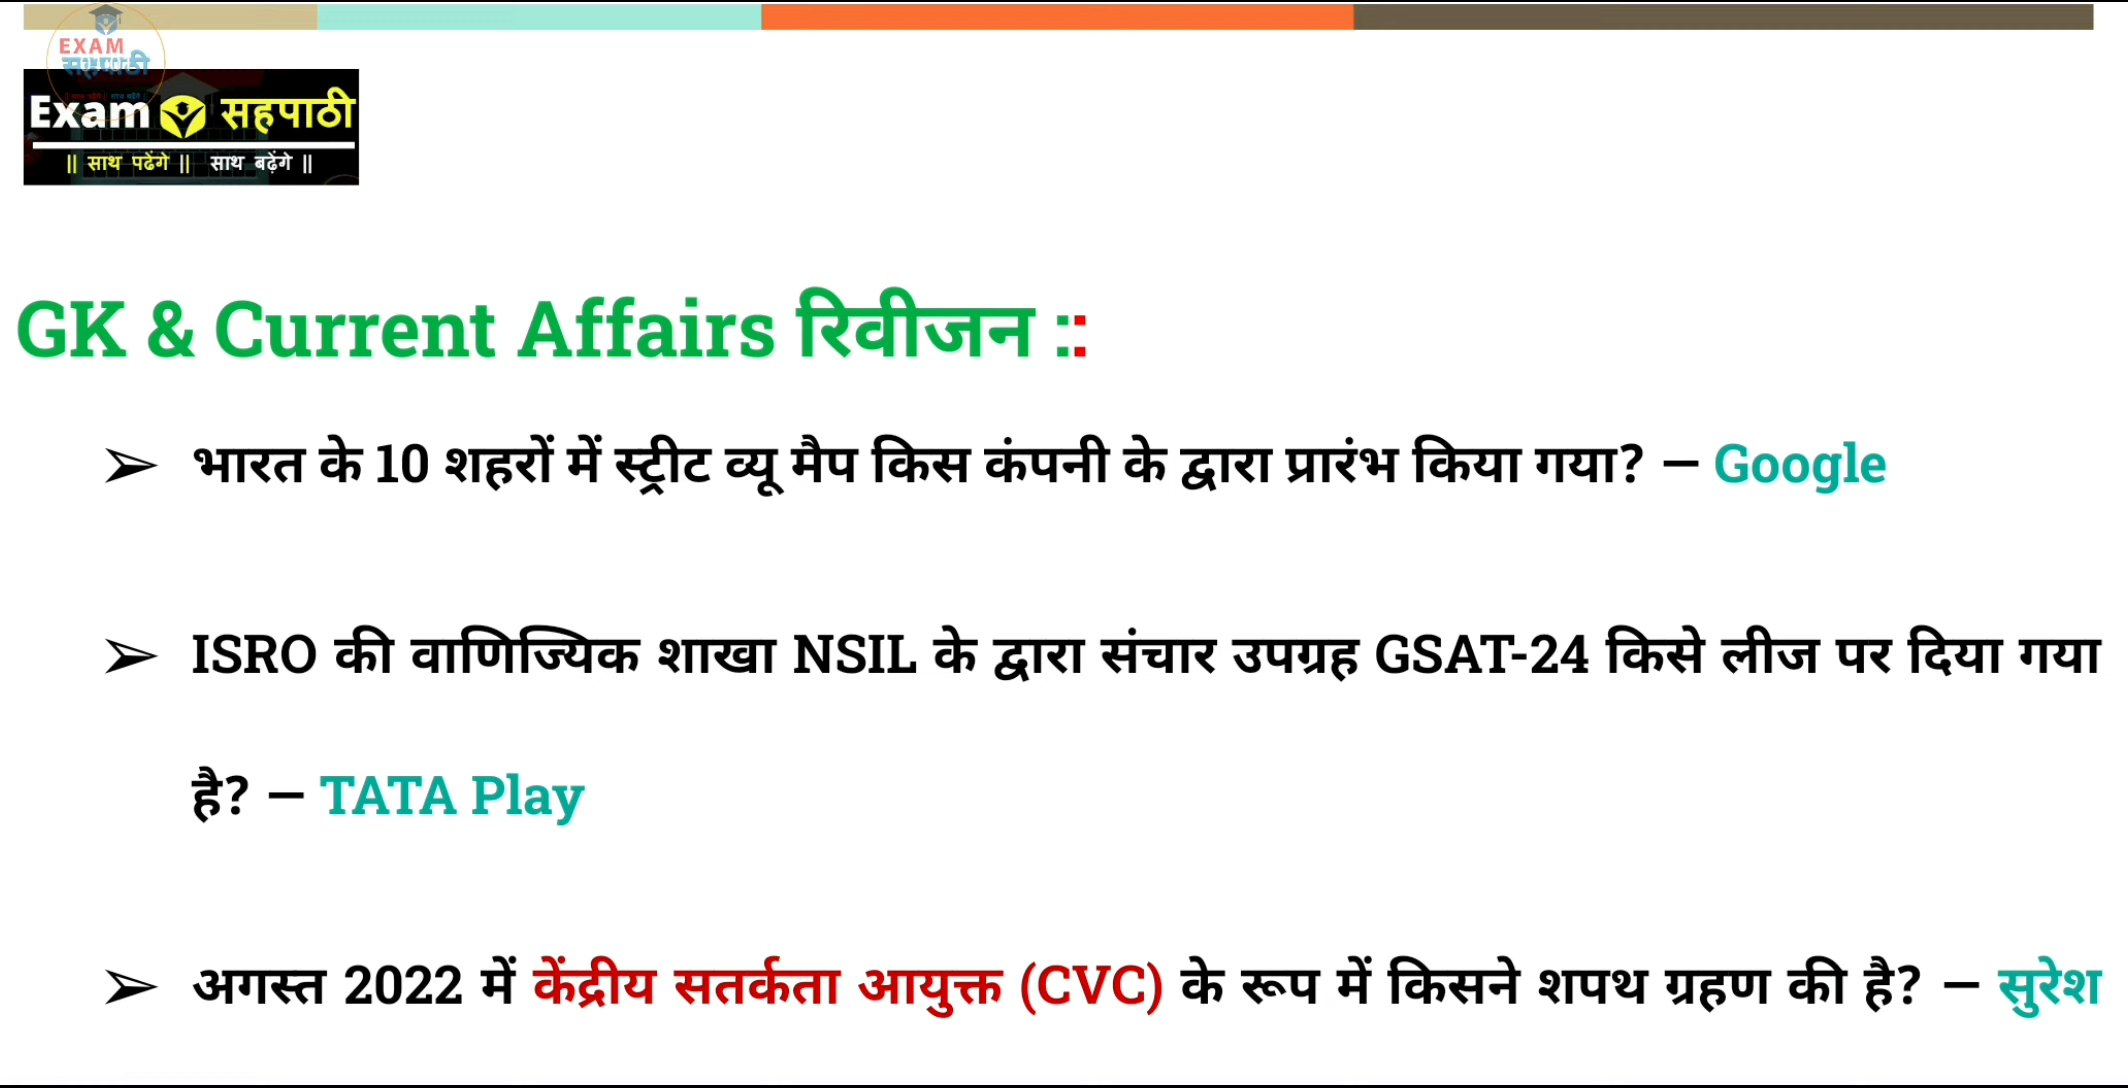 EXAM
सहपाठी
Exam सहपाठी
|| साथ पढेंगे || साथ बढ़ेंगे ||
GK & Current Affairs रिवीजन ::
➢ भारत के 10 शहरों में स्ट्रीट व्यू मैप किस कंपनी के द्वारा प्रारंभ किया गया? – Google
➢ ISRO की वाणिज्यिक शाखा NSIL के द्वारा संचार उपग्रह GSAT-24 किसे लीज पर दिया गया
है? – TATA Play
➢ अगस्त 2022 में केंद्रीय सतर्कता आयुक्त (CVC) के रूप में किसने शपथ ग्रहण की है? – सुरेश